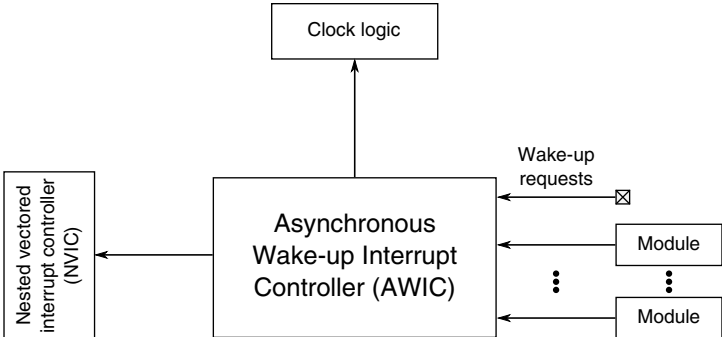 Clock logic
Wake-up
requests
Nested vectored
interrupt controller
(NVIC)
Asynchronous
Wake-up Interrupt
Controller (AWIC)
Module
Module